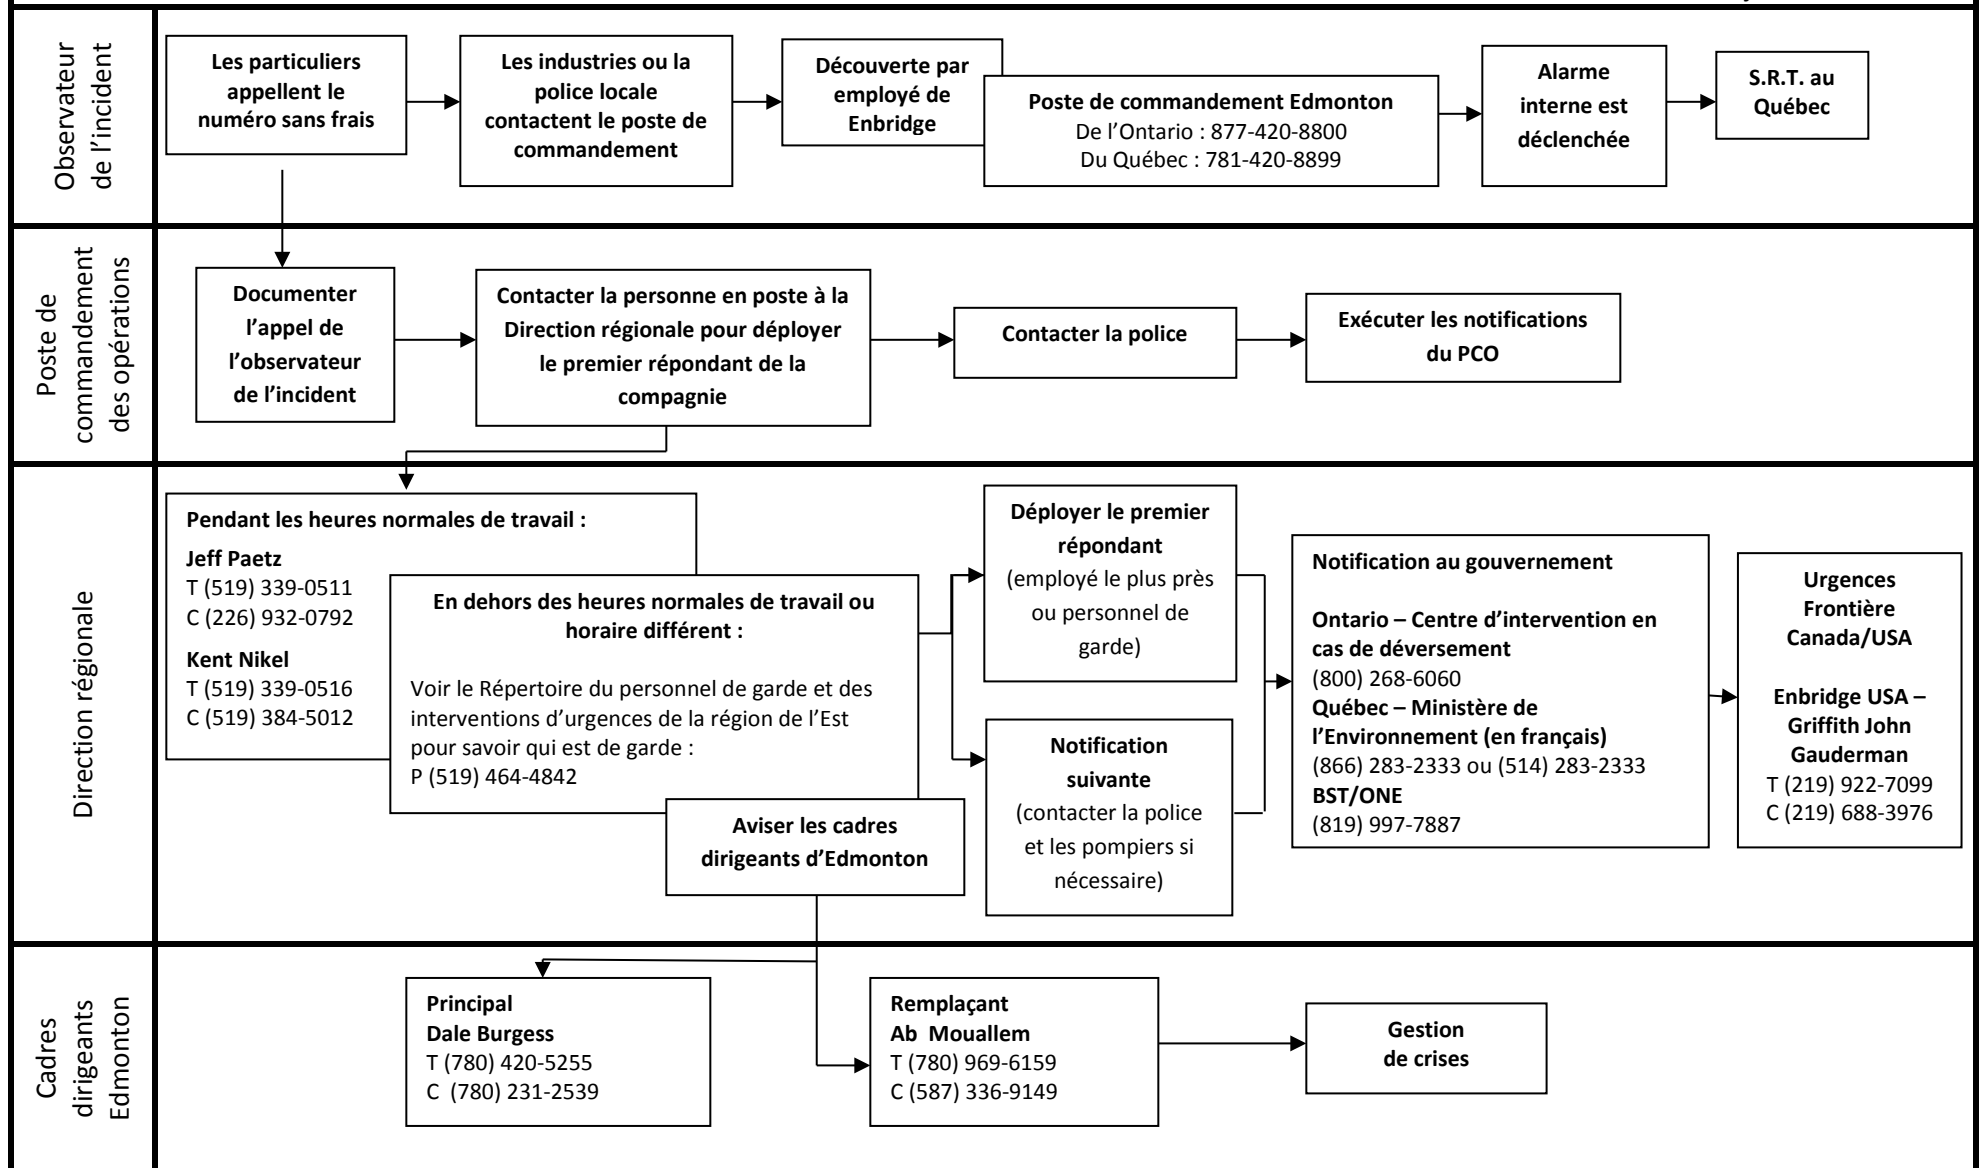 Observateur
de l'incident
Les particuliers
appellent le
numéro sans frais
Les industries ou la
police locale
contactent le poste de
commandement
Découverte par
employé de
Enbridge
Poste de commandement Edmonton
De l'Ontario : 877-420-8800
Du Québec : 781-420-8899
Alarme
interne est
déclenchée
S.R.T. au
Québec
Poste de
commandement
des opérations
Documenter
l'appel de
l'observateur
de l'incident
Contacter la personne en poste à la
Direction régionale pour déployer
le premier répondant de la
compagnie
Contacter la police
Exécuter les notifications
du PCO
Direction régionale
Pendant les heures normales de travail :
Jeff Paetz
T (519) 339-0511
C (226) 932-0792
Kent Nikel
T (519) 339-0516
C (519) 384-5012
En dehors des heures normales de travail ou
horaire différent :
Voir le Répertoire du personnel de garde et des
interventions d'urgences de la région de l'Est
pour savoir qui est de garde :
P (519) 464-4842
Aviser les cadres
dirigeants d'Edmonton
Déployer le premier
répondant
(employé le plus près
ou personnel de
garde)
Notification
suivante
(contacter la police
et les pompiers si
nécessaire)
Notification au gouvernement
Ontario – Centre d'intervention en
cas de déversement
(800) 268-6060
Québec – Ministère de
l'Environnement (en français)
(866) 283-2333 ou (514) 283-2333
BST/ONE
(819) 997-7887
Urgences
Frontière
Canada/USA
Enbridge USA –
Griffith John
Gauderman
T (219) 922-7099
C (219) 688-3976
Cadres
dirigeants
Edmonton
Principal
Dale Burgess
T (780) 420-5255
C (780) 231-2539
Remplaçant
Ab Mouallem
T (780) 969-6159
C (587) 336-9149
Gestion
de crises